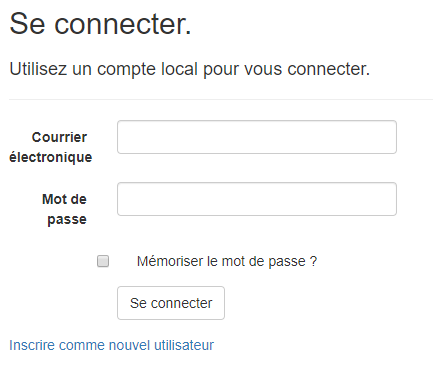 Se connecter.
Utilisez un compte local pour vous connecter.
Courrier
électronique
Mot de
passe
Mémoriser le mot de passe ?
Se connecter
Inscrire comme nouvel utilisateur